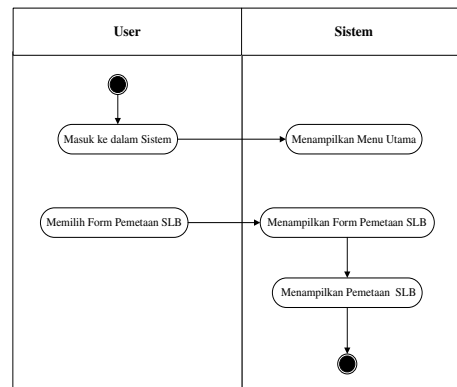 User
Sistem
Masuk ke dalam Sistem
Menampilkan Menu Utama
Memilih Form Pemetaan SLB
Menampilkan Form Pemetaan SLB
Menampilkan Pemetaan SLB